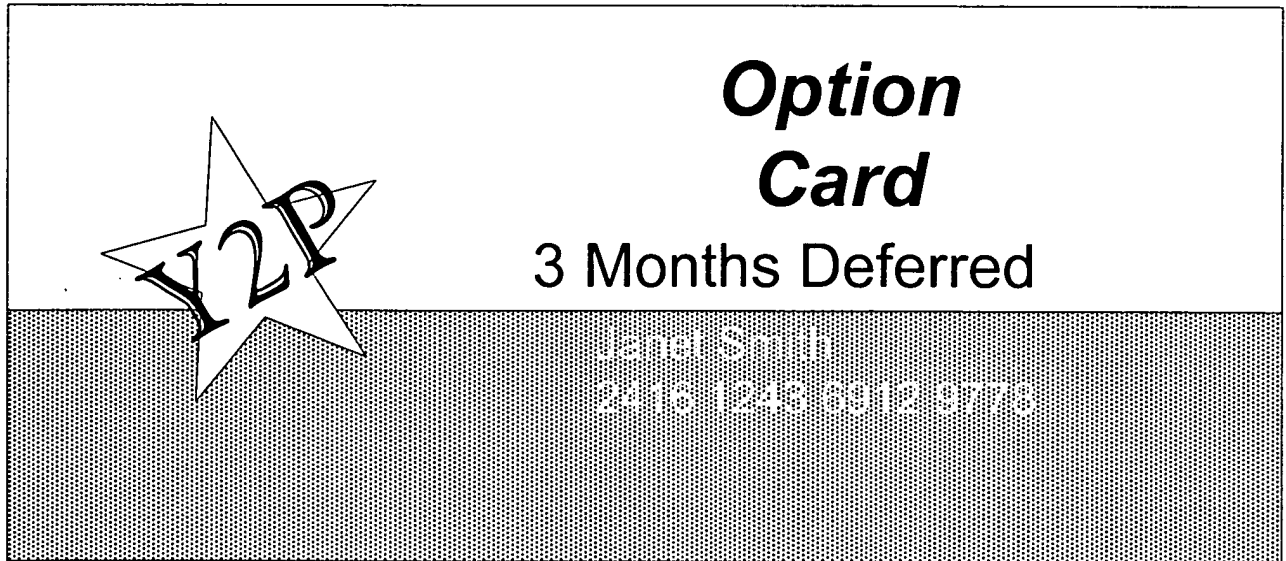 Option
Card
Y2P
3 Months Deferred
Janet Smith
2416 1243 6912 9778